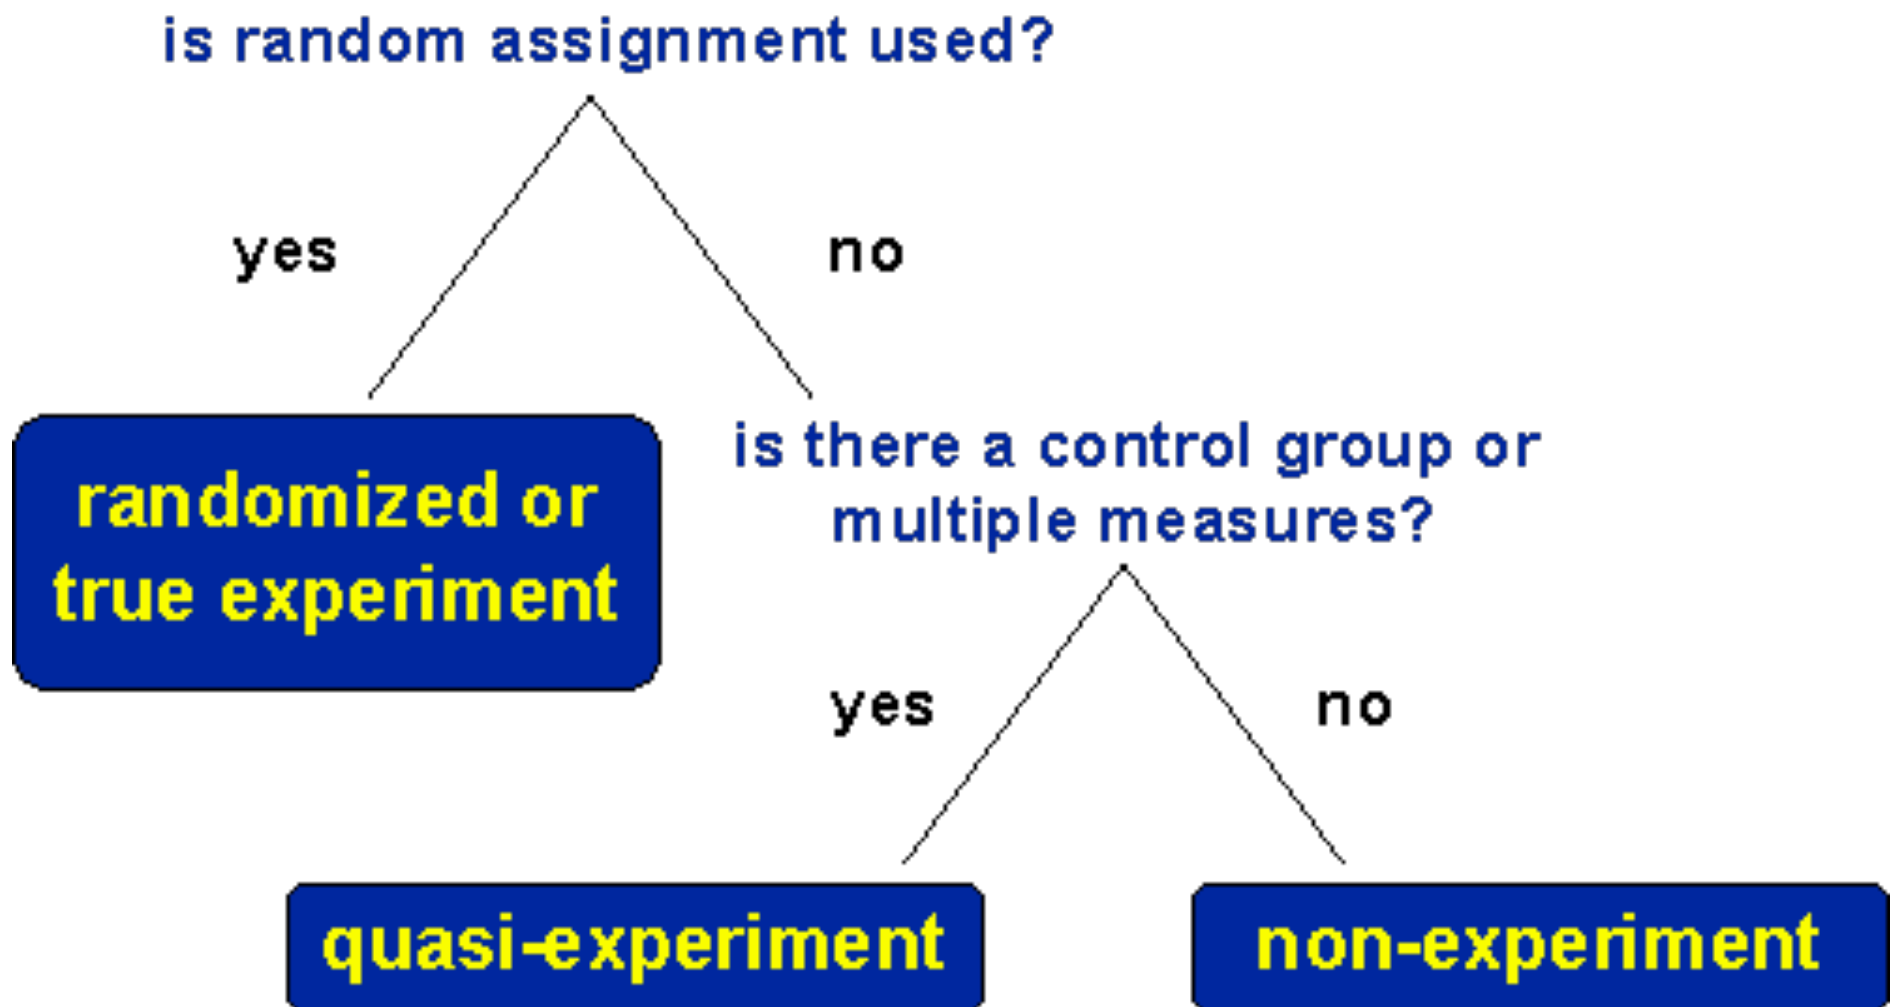 is random assignment used?
yes
no
randomized or
true experiment
is there a control group or
multiple measures?
yes
no
quasi-experiment
non-experiment